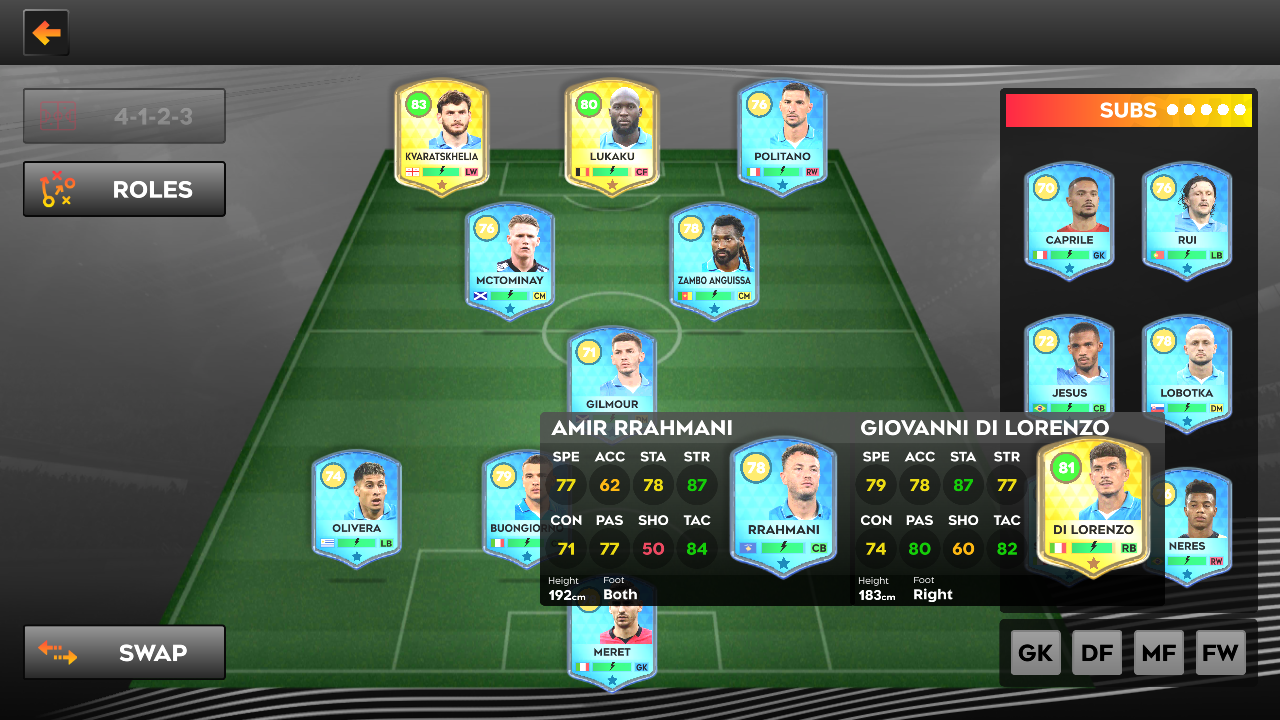 4-1-2-3
ROLES
SWAP
83
KVARATSKHELIA
LW
80
LUKAKU
CF
76
POLITANO
RW
76
MCTOMINAY
CM
78
ZAMBO ANGUISSA
CM
71
GILMOUR
74
OLIVERA
LB
79
MERET
GK
SUBS
70
CAPRILE
GK
76
RUI
LB
72
JESUS
CB
78
LOBOTKA
DM
NERES
RW
AMIR RRAHMANI
SPE ACC STA STR
77 62 78 87
CON PAS SHO TAC
71 77 50 84
Height Foot
192cm Both
78
RRAHMANI
CB
GIOVANNI DI LORENZO
SPE ACC STA STR
79 78 87 77
CON PAS SHO TAC
74 80 60 82
Height Foot
183cm Right
81
DI LORENZO
RB
GK DF MF FW